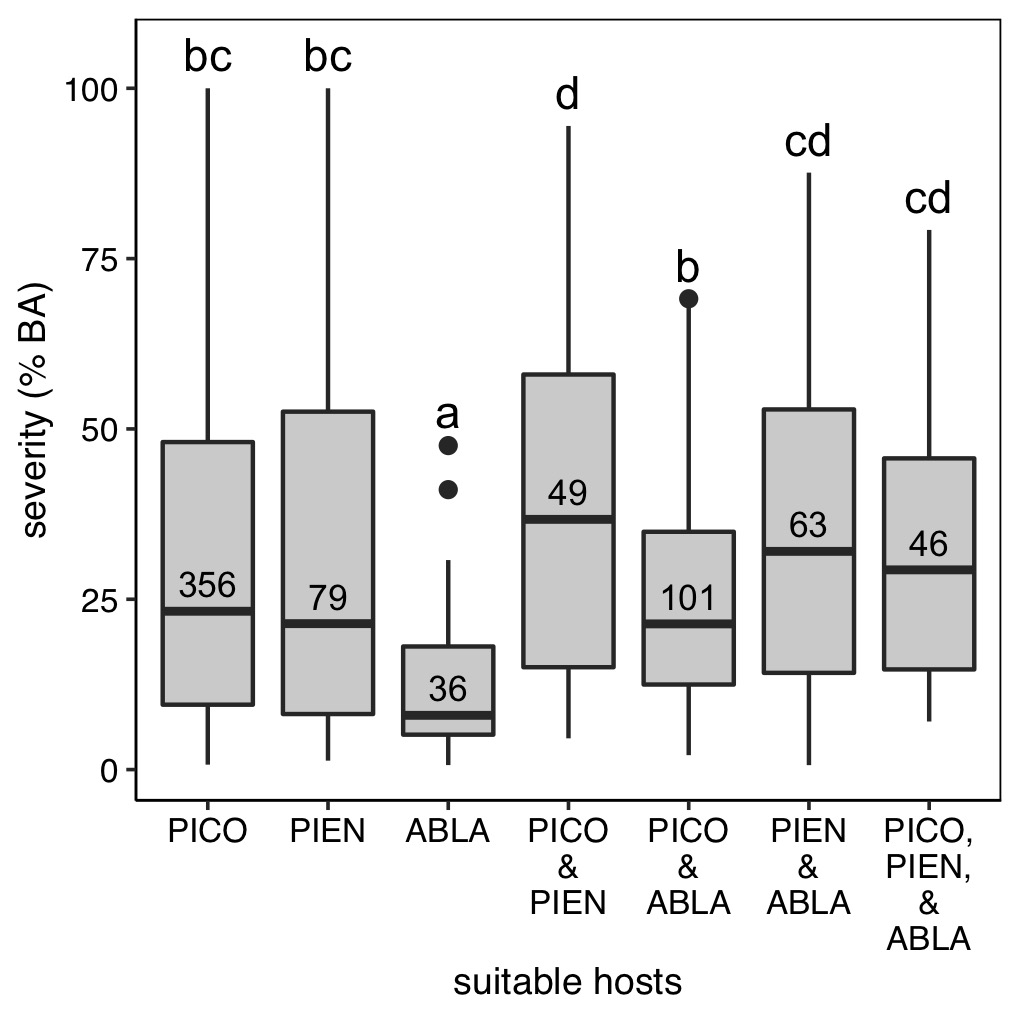 bc bc d cd cd b a
severity (% BA)
100
75
50
25
0
356 79 36 49 101 63 46
PICO PIEN ABLA PICO PICO PIEN PICO,
& & & PIEN,
PIEN ABLA ABLA &
ABLA
suitable hosts